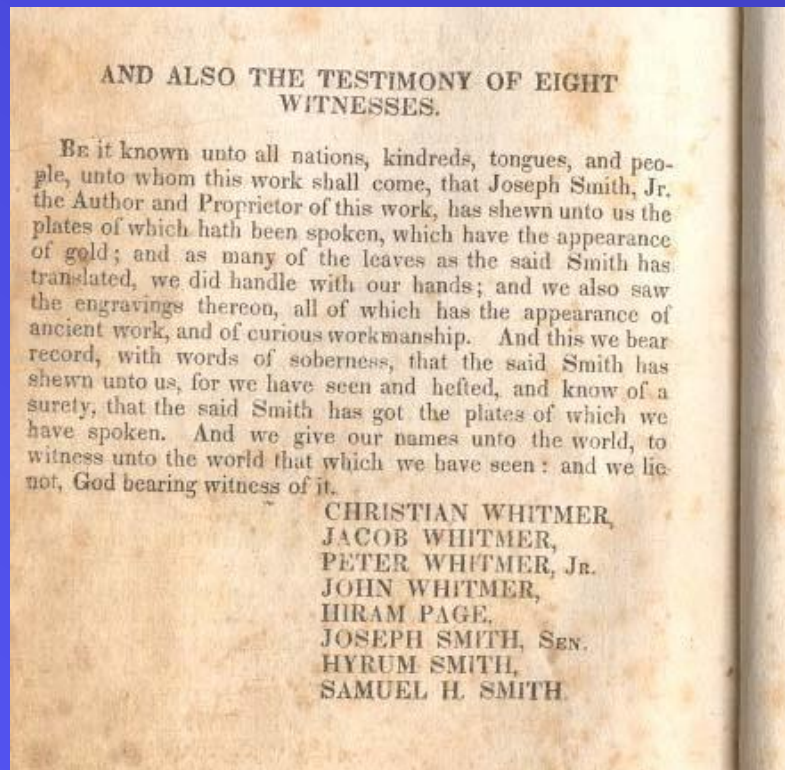 AND ALSO THE TESTIMONY OF EIGHT
WITNESSES.
BE it known unto all nations, kindreds, tongues, and peo-
ple, unto whom this work shall come, that Joseph Smith, Jr.
the Author and Proprietor of this work, has shewn unto us the
plates of which hath been spoken, which have the appearance
of gold; and as many of the leaves as the said Smith has
translated, we did handle with our hands; and we also saw
the engravings thereon, all of which has the appearance of
ancient work, and of curious workmanship. And this we bear
record, with words of soberness, that the said Smith has
shewn unto us, for we have seen and hefted, and know of a
surety, that the said Smith has got the plates of which we
have spoken. And we give our names unto the world, to
witness unto the world that which we have seen: and we lie
not, God bearing witness of it.
CHRISTIAN WHITMER,
JACOB WHITMER,
PETER WHITMER, JR.
JOHN WHITMER,
HIRAM PAGE,
JOSEPH SMITH, SEN.
HYRUM SMITH,
SAMUEL H. SMITH.